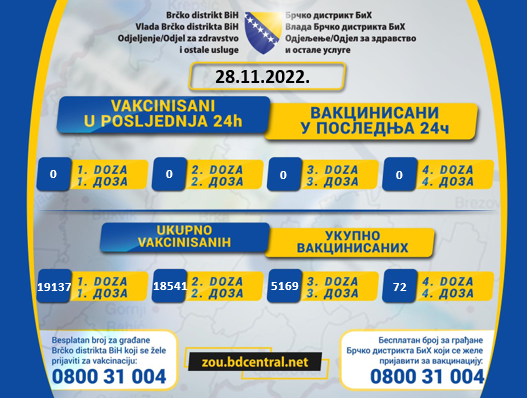 Brčko distrikt BiH
Vlada Brčko distrikta BiH
Odjeljenje/Odjel za zdravstvo
i ostale usluge
Брчко дистрикт БиХ
Влада Брчко дистрикта БиХ
Одјељење/Одјел за здравство
и остале услуге
28.11.2022.
VAKCINISANI
U POSLJEDNJA 24h
ВАКЦИНИСАНИ
У ПОСЛЕДЊА 24ч
0 1. DOZA
1. ДОЗА
0 2. DOZA
2. ДОЗА
0 3. DOZA
3. ДОЗА
0 4. DOZA
4. ДОЗА
UKUPNO
VAKCINISANIH
УКУПНО
ВАКЦИНИСАНИХ
19137 1. DOZA
1. ДОЗА
18541 2. DOZA
2. ДОЗА
5169 3. DOZA
3. ДОЗА
72 4. DOZA
4. ДОЗА
Besplatan broj za građane
Brčko distrikta BiH koji se žele
prijaviti za vakcinaciju:
0800 31 004
zou.bdcentral.net
Бесплатан број за грађане
Брчко дистрикта БиХ који се желе
пријавити за вакцинацију:
0800 31 004